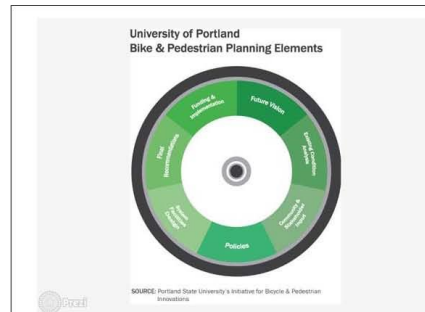 University of Portland
Bike & Pedestrian Planning Elements
Funding &
Implementation
Future Vision
Existing Condition
Analysis
Community &
Stakeholder
Input
Policies
Final
Recommendations
SOURCE: Portland State University's Initiative for Bicycle & Pedestrian
Innovations
Prezi